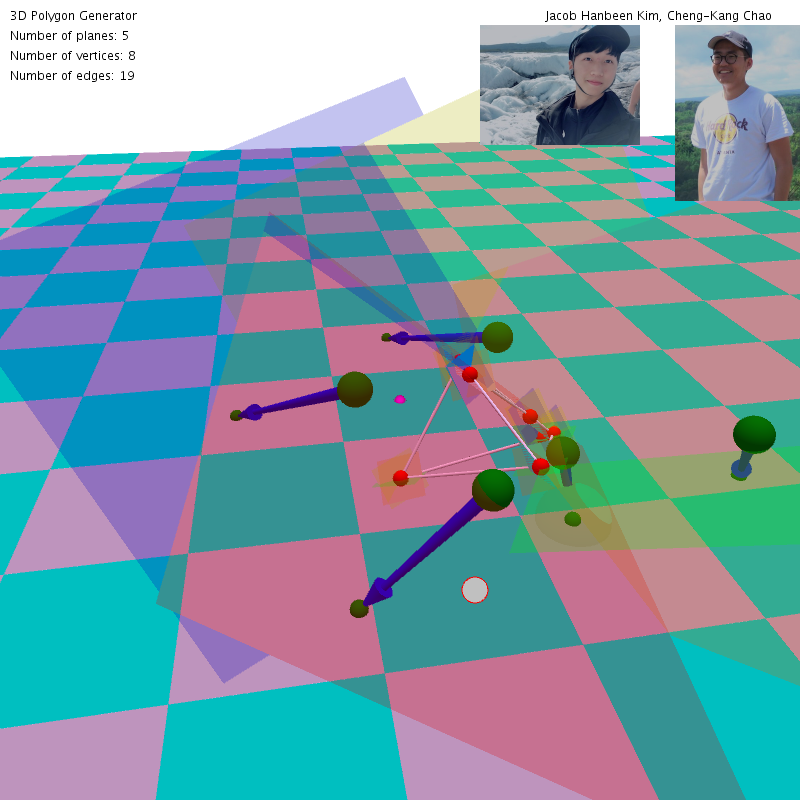 3D Polygon Generator
Jacob Hanbeen Kim, Cheng-Kang Chao
Number of planes: 5
Number of vertices: 8
Number of edges: 19